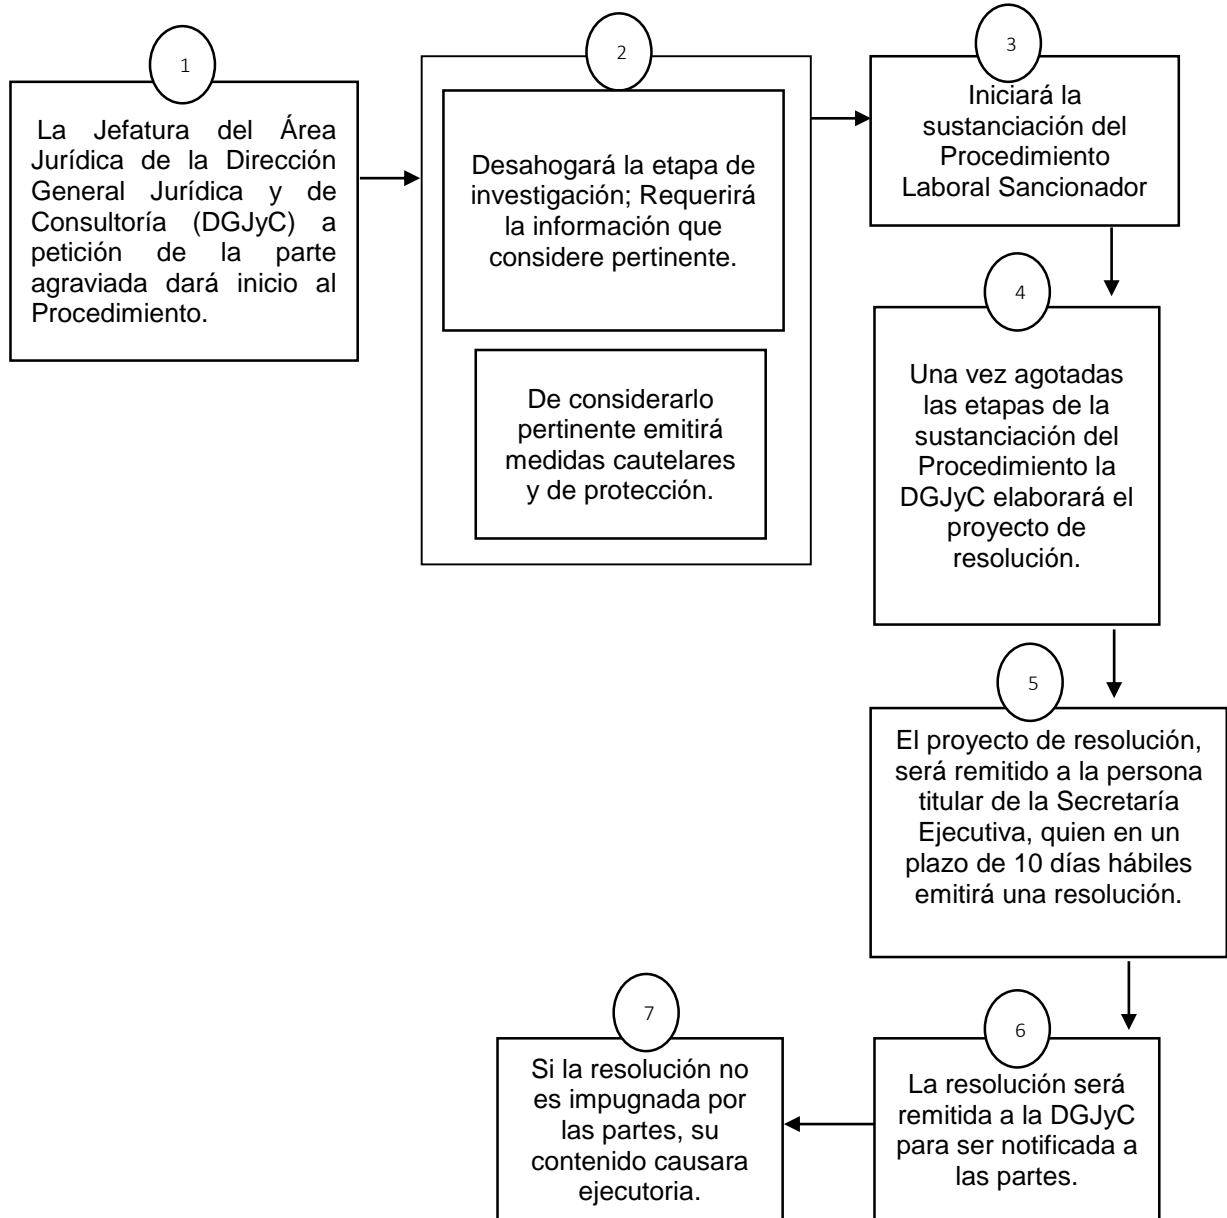 1
La Jefatura del Área
Jurídica de la Dirección
General Jurídica y de
Consultoría (DGJyC) a
petición de la parte
agraviada dará inicio al
Procedimiento.
2
Desahogará la etapa de
investigación; Requerirá
la información que
considere pertinente.
De considerarlo
pertinente emitirá
medidas cautelares
y de protección.
3
Iniciará la
sustanciación del
Procedimiento
Laboral Sancionador
4
Una vez agotadas
las etapas de la
sustanciación del
Procedimiento la
DGJyC elaborará el
proyecto de
resolución.
5
El proyecto de resolución,
será remitido a la persona
titular de la Secretaría
Ejecutiva, quien en un
plazo de 10 días hábiles
emitirá una resolución.
6
La resolución será
remitida a la DGJyC
para ser notificada a
las partes.
7
Si la resolución no
es impugnada por
las partes, su
contenido causara
ejecutoria.